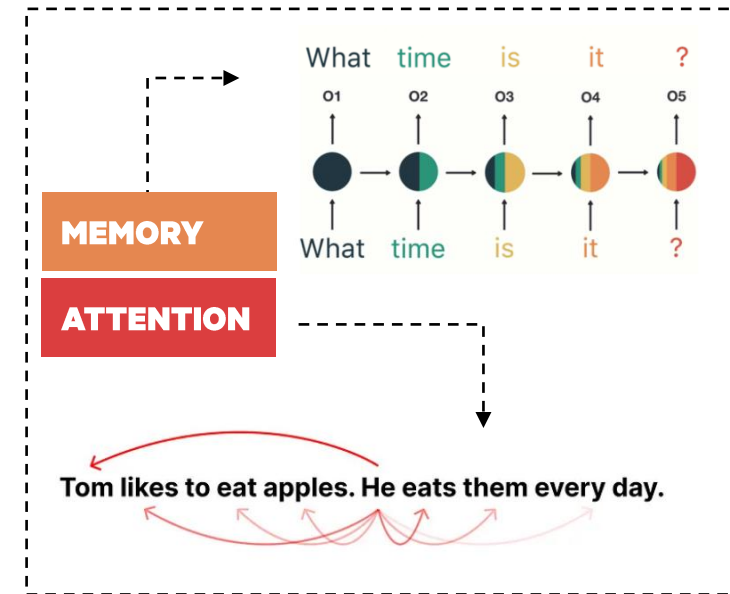 What time is it ?
O1 O2 O3 O4 O5
What time is it ?
MEMORY
ATTENTION
Tom likes to eat apples. He eats them every day.